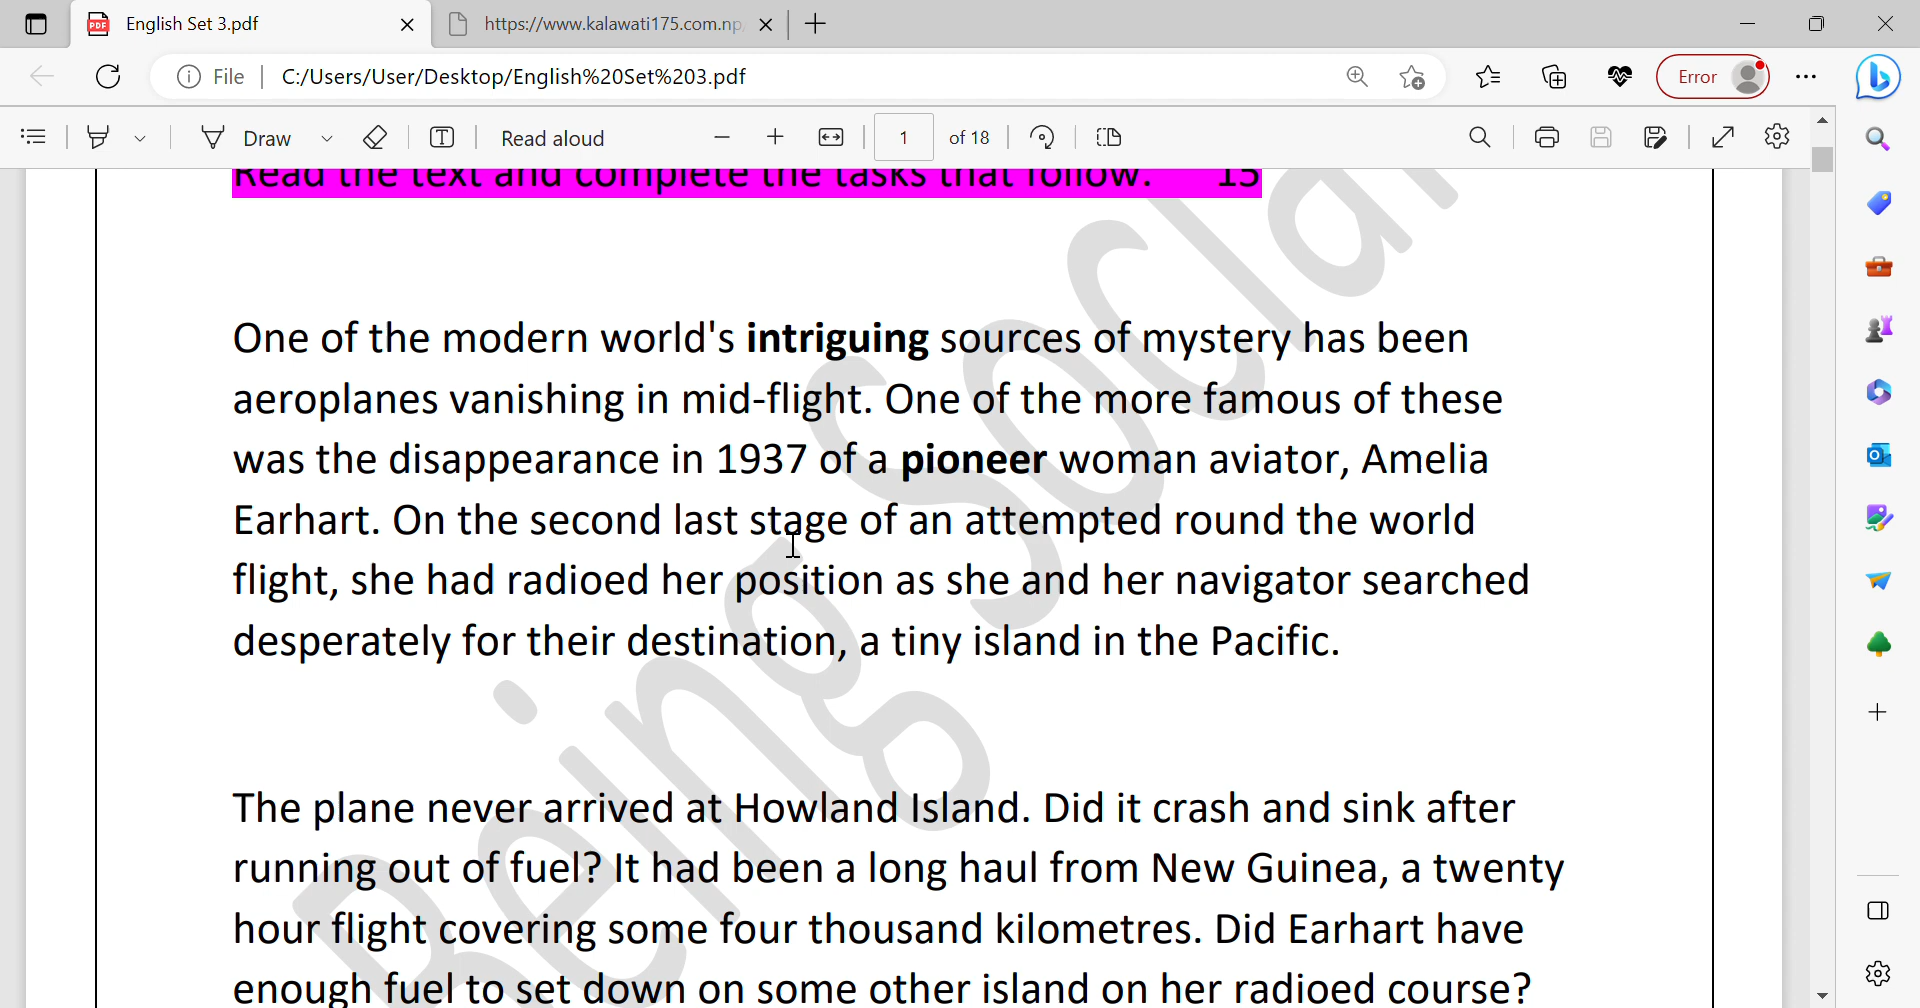 English Set 3.pdf
https://www.kalawati175.com.np/
File
C:/Users/User/Desktop/English%20Set%203.pdf
Error
Draw
Read aloud
1
of 18
Read the text and complete the tasks that follow. 15
One of the modern world's intriguing sources of mystery has been
aeroplanes vanishing in mid-flight. One of the more famous of these
was the disappearance in 1937 of a pioneer woman aviator, Amelia
Earhart. On the second last stage of an attempted round the world
flight, she had radioed her position as she and her navigator searched
desperately for their destination, a tiny island in the Pacific.
The plane never arrived at Howland Island. Did it crash and sink after
running out of fuel? It had been a long haul from New Guinea, a twenty
hour flight covering some four thousand kilometres. Did Earhart have
enough fuel to set down on some other island on her radioed course?
Being Social